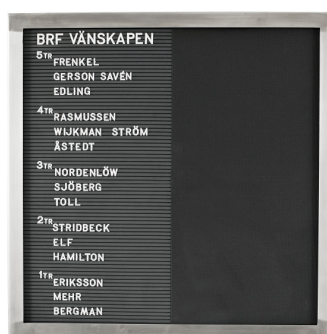 BRF VÄNSKAPEN
5TR FRENKEL
GERSON SAVÉN
EDLING
4TR RASMUSSEN
WIJKMAN STRÖM
ÅSTEDT
3TR NORDENLÖW
SJÖBERG
TOLL
2TR STRIDBECK
ELF
HAMILTON
1TR ERIKSSON
MEHR
BERGMAN